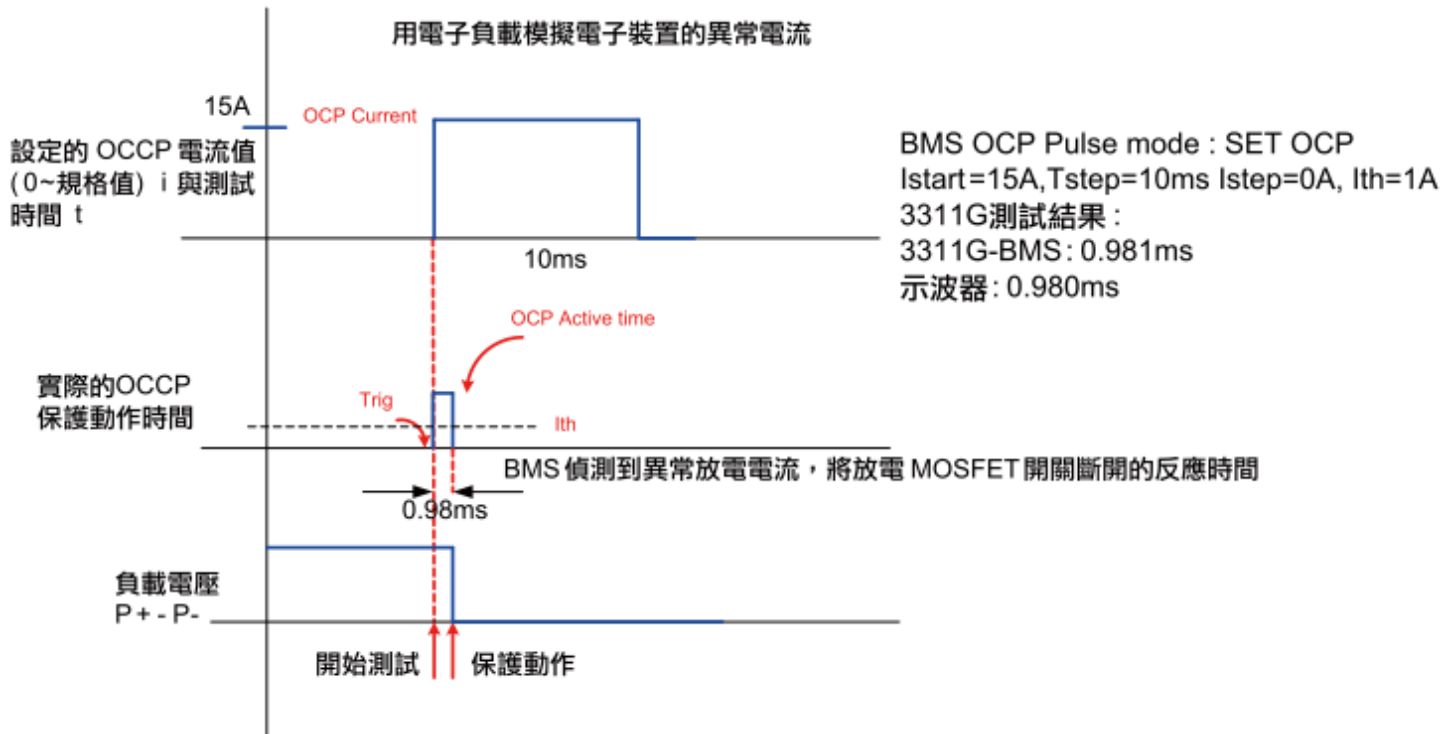 用電子負載模擬電子裝置的異常電流
15A
OCP Current
設定的 OCCP 電流值
(0~規格值) i 與測試
時間 t
10ms
BMS OCP Pulse mode : SET OCP
Istart=15A,Tstep=10ms Istep=0A, Ith=1A
3311G測試結果 :
3311G-BMS : 0.981ms
示波器 : 0.980ms
OCP Active time
實際的OCCP
保護動作時間
Trig
Ith
BMS 偵測到異常放電電流，將放電 MOSFET 開關斷開的反應時間
0.98ms
負載電壓
P + - P-
開始測試
保護動作